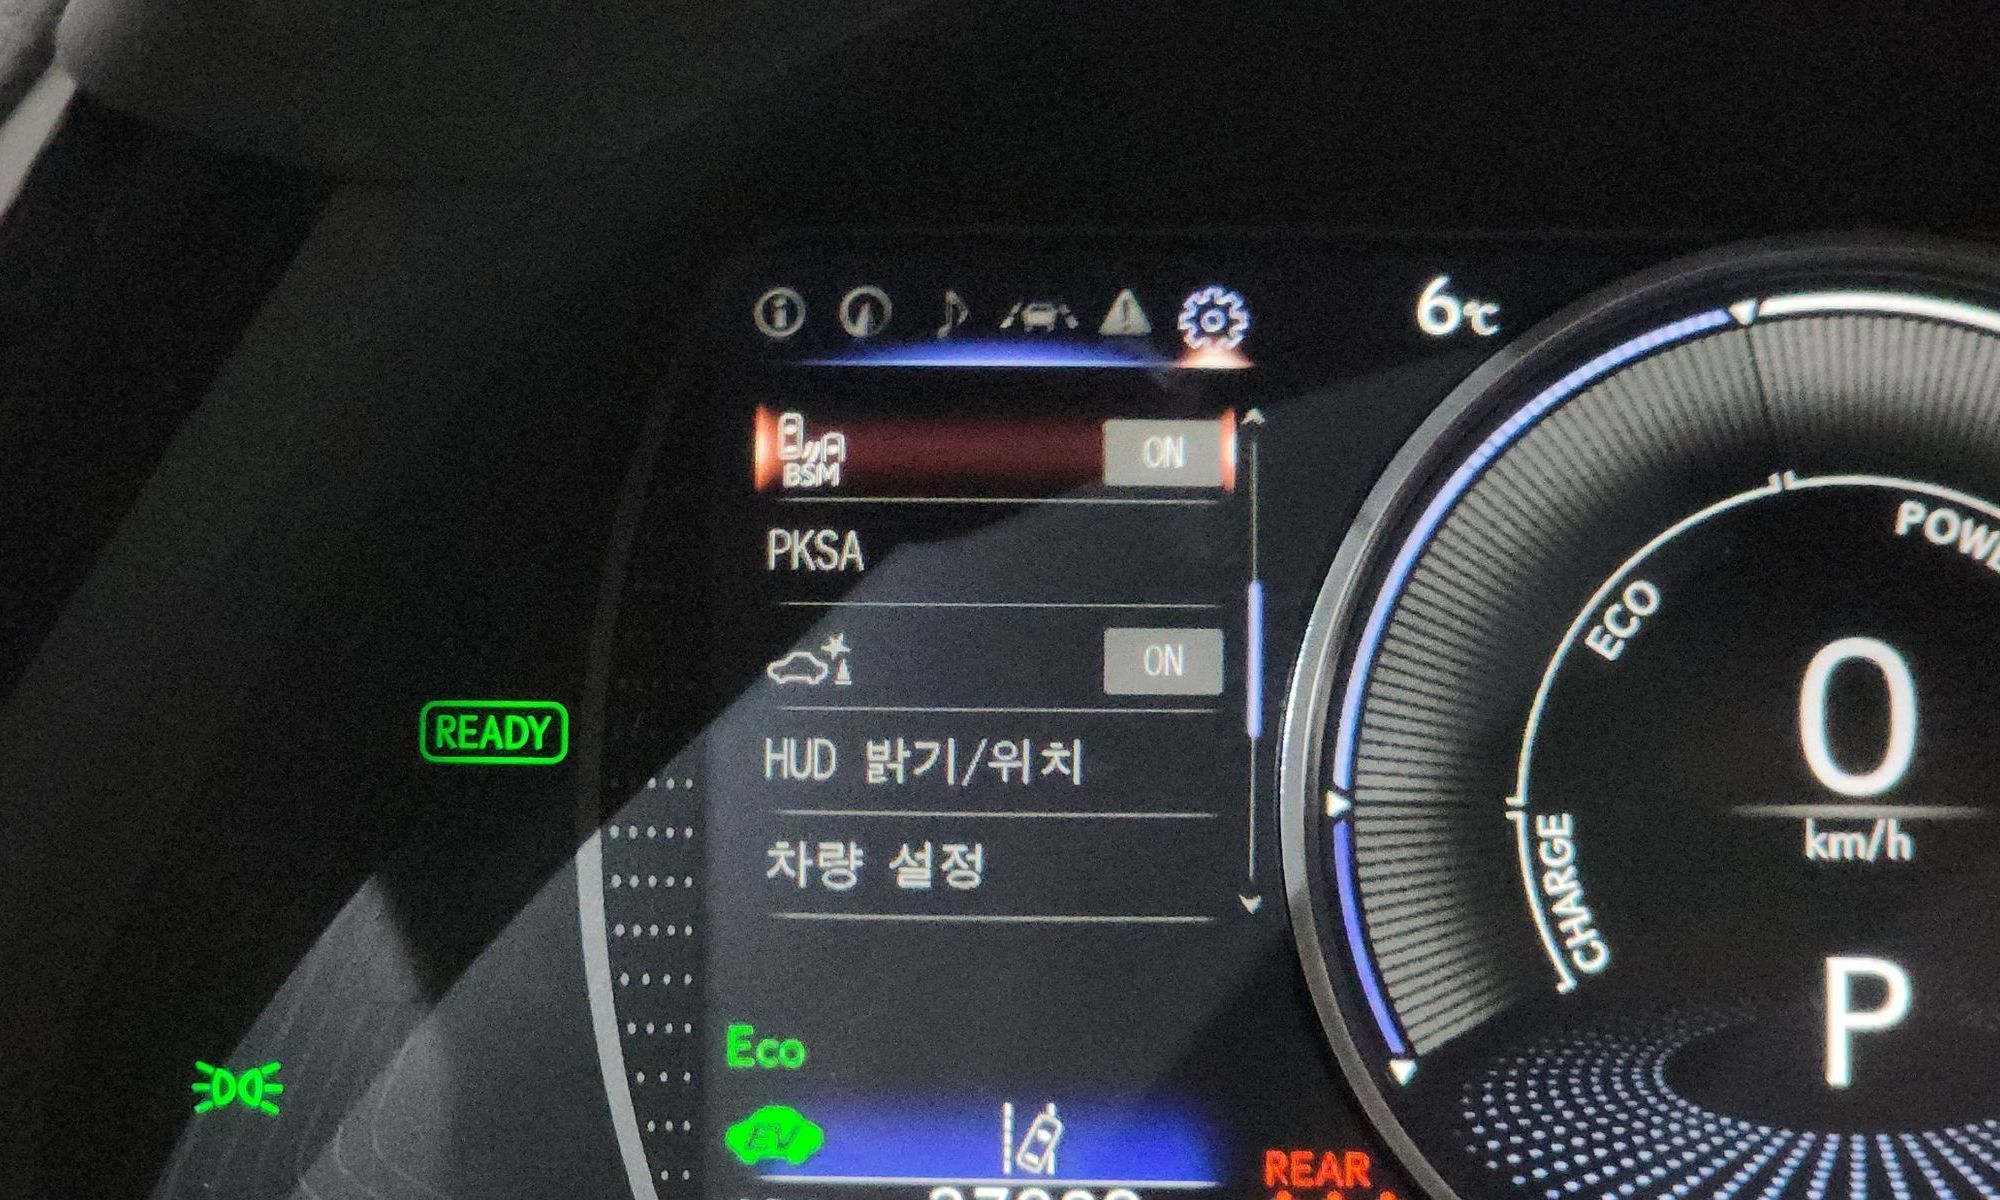 6℃
BSM ON
PKSA
ON
HUD 밝기/위치
차량 설정
READY
Eco
EV
REAR
CHARGE
ECO
0
km/h
P